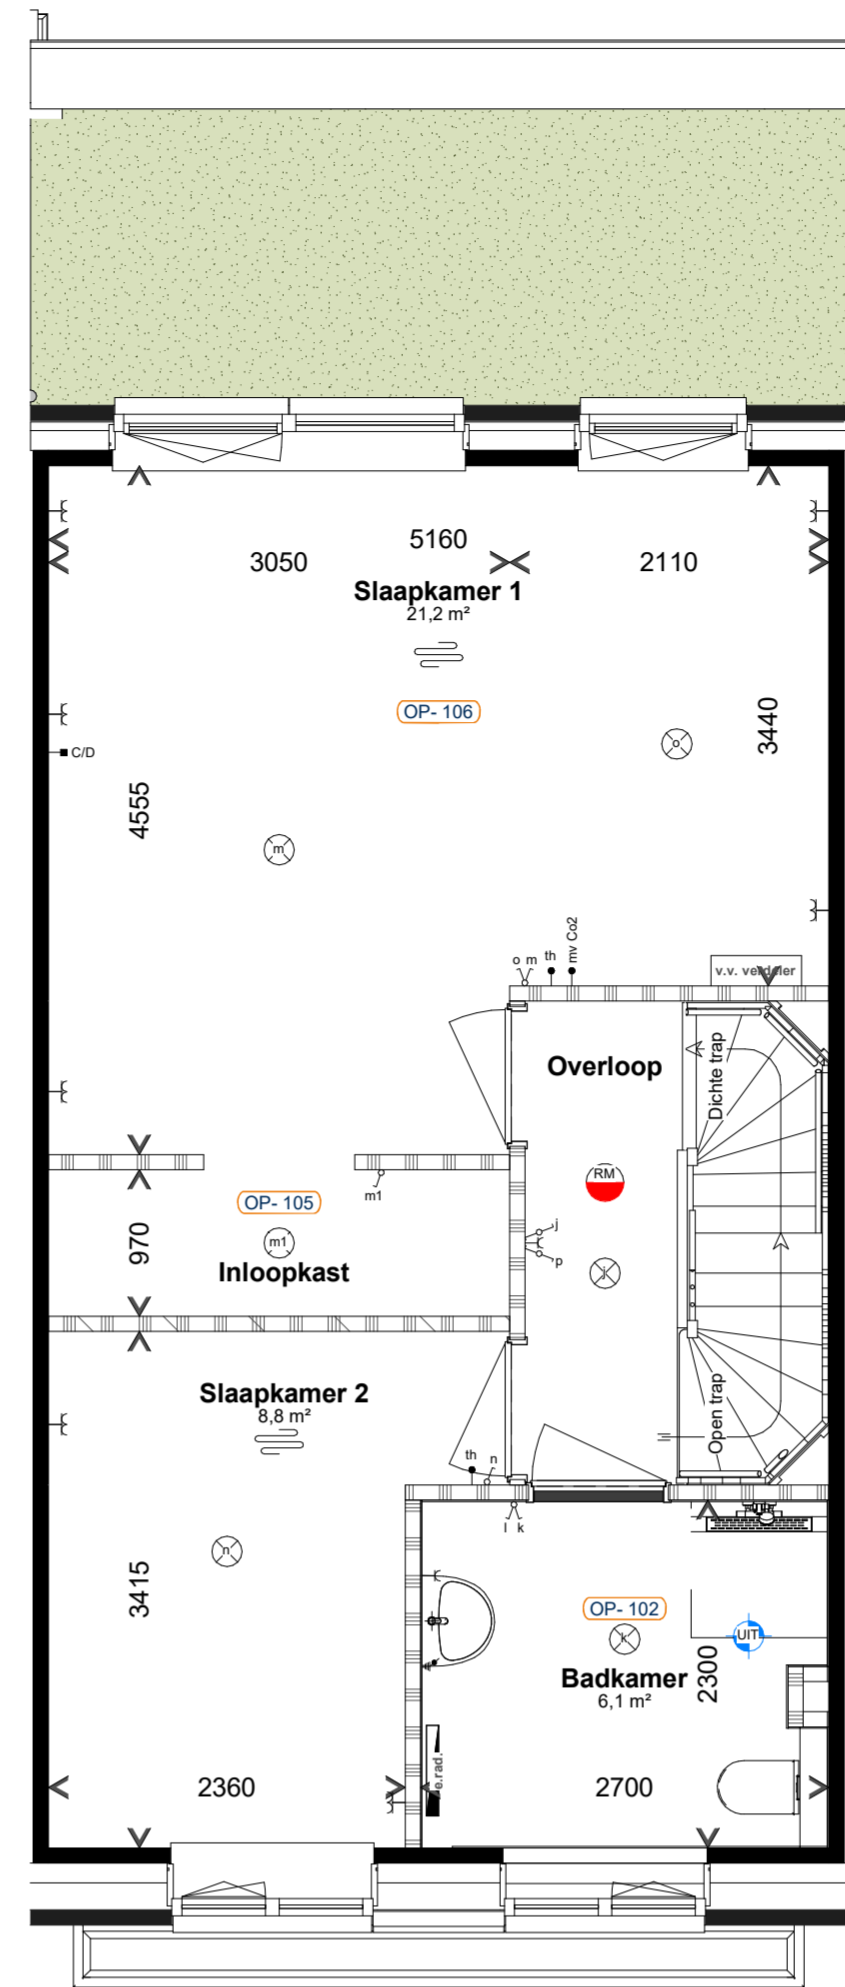 5160
3050
2110
Slaapkamer 1
21,2 m²
OP- 106
3440
o
C/D
4555
m
o m
th
mv Co2
v.v. verdeler
Overloop
Dichte trap
RM
m1
OP- 105
m1
970
Inloopkast
j
p
j
Slaapkamer 2
8,8 m²
Open trap
th
n
l k
n
3415
OP- 102
k
UIT
Badkamer
6,1 m²
2300
e.rad.
2360
2700